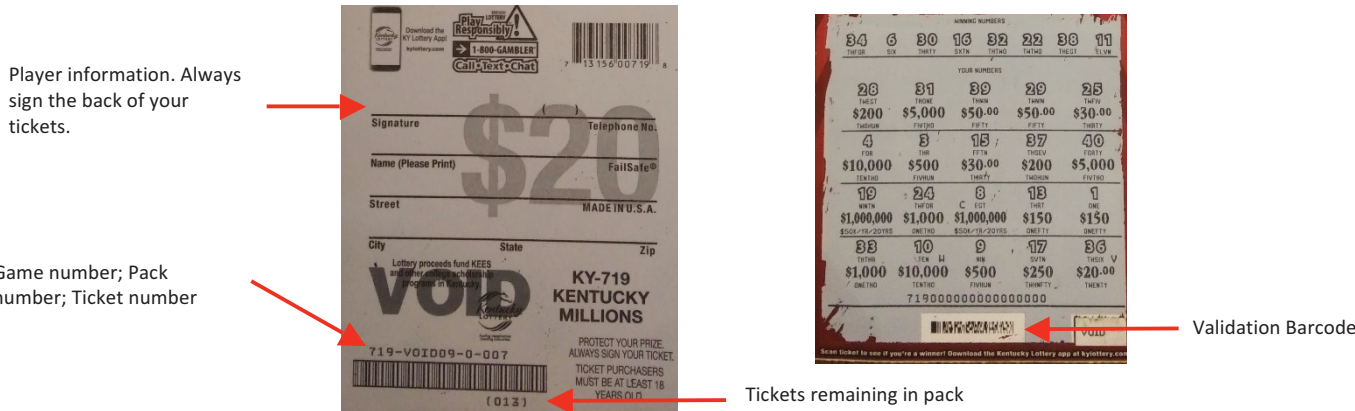 Player information. Always
sign the back of your
tickets.
Game number; Pack
number; Ticket number
Download the
KY Lottery App!
kylottery.com
Kentucky
LOTTERY
Play
Responsibly
1-800-GAMBLER
Call•Text•Chat
7 13156 00719 8
$20
( )
Signature Telephone No.
Name (Please Print) FailSafe®
Street MADE IN U.S.A.
City State Zip
Lottery proceeds fund KEES
and other college scholarship
programs in Kentucky.
VOID
Kentucky
LOTTERY
KY-719
KENTUCKY
MILLIONS
PROTECT YOUR PRIZE.
ALWAYS SIGN YOUR TICKET.
TICKET PURCHASERS
MUST BE AT LEAST 18
YEARS OLD.
719-VOID09-0-007
(013)
Tickets remaining in pack
WINNING NUMBERS
34 6 30 16 32 22 38 11
THFOR SIX THRTY SXTN THTWO TWTWO THEGT ELVN
YOUR NUMBERS
28 31 39 29 25
TWEGT THONE THNIN TWNIN TWFIV
$200 $5,000 $50.00 $50.00 $30.00
TWOHUN FIVTHO FIFTY FIFTY THIRTY
4 3 15 37 40
FOR THR FFTN THSEV FORTY
$10,000 $500 $30.00 $200 $5,000
TENTHO FIVHUN THIRTY TWOHUN FIVTHO
19 24 8 13 1
NINTN TWFOR C EGT THRT ONE
$1,000,000 $1,000 $1,000,000 $150 $150
$50K/YR/20YRS ONETHO $50K/YR/20YRS ONEFTY ONEFTY
33 10 9 17 36
THTHR TEN W NIN SVTN THSIX V
$1,000 $10,000 $500 $250 $20.00
ONETHO TENTHO FIVHUN TWENTY
VOID
Scan ticket to see if you're a winner! Download the Kentucky Lottery app at kylottery.com
Validation Barcode